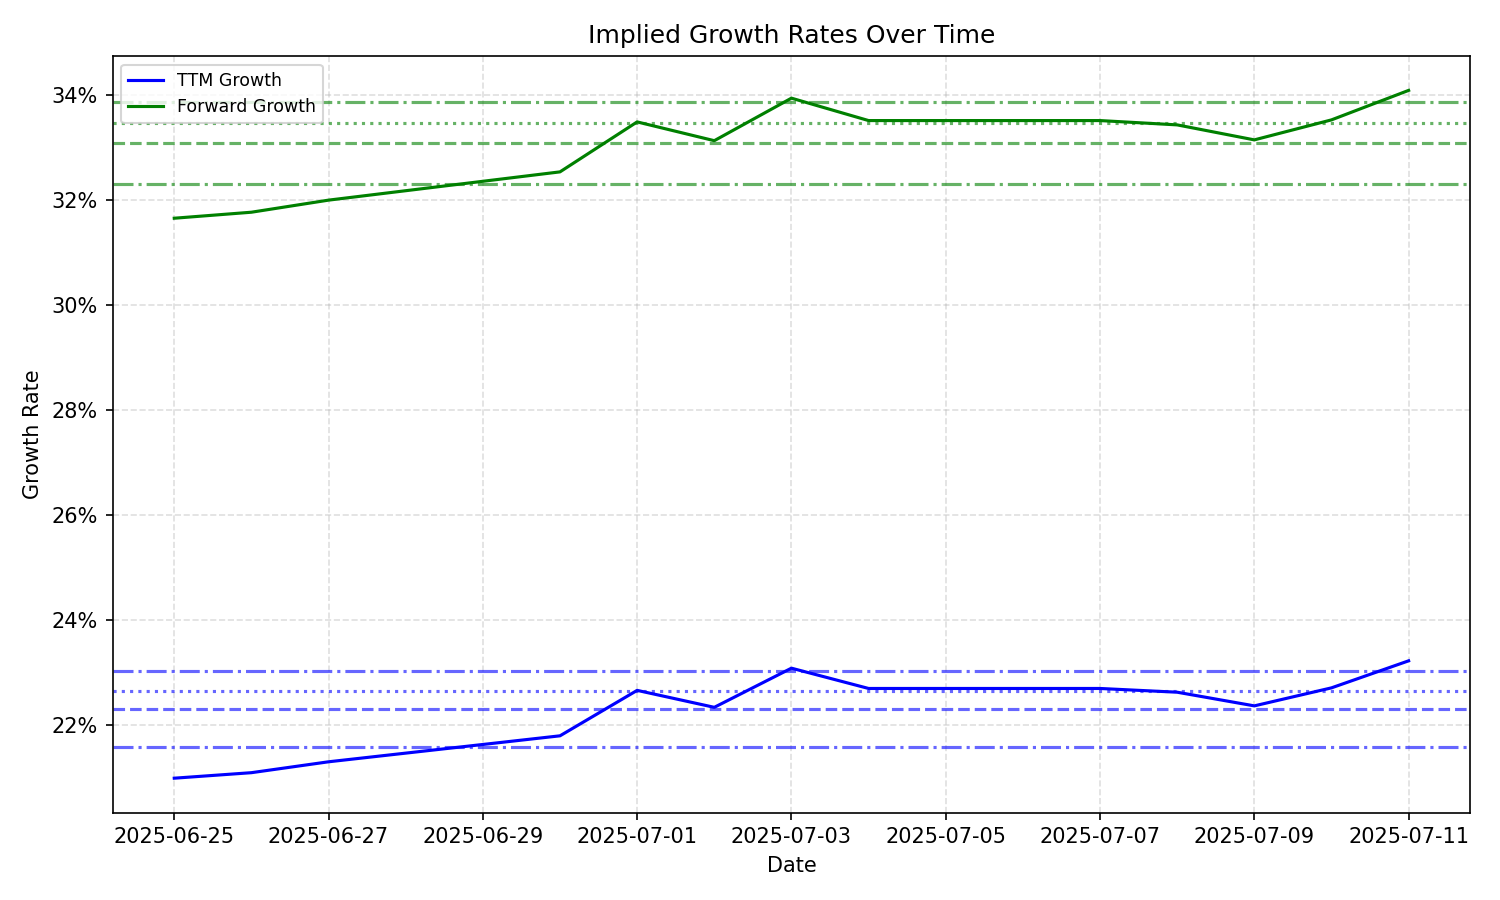 Implied Growth Rates Over Time
TTM Growth
Forward Growth
34%
32%
30%
28%
26%
24%
22%
Growth Rate
2025-06-25 2025-06-27 2025-06-29 2025-07-01 2025-07-03 2025-07-05 2025-07-07 2025-07-09 2025-07-11
Date